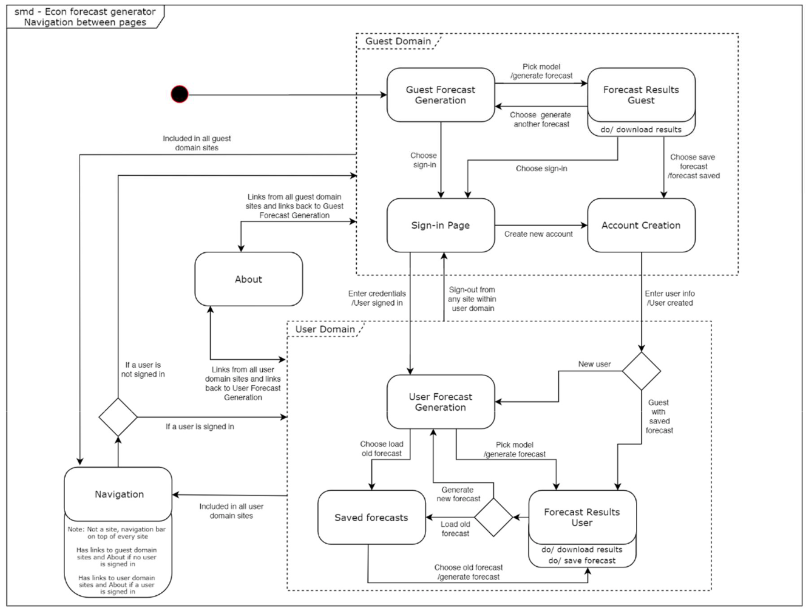 smd - Econ forecast generator
Navigation between pages
Guest Domain
Guest Forecast
Generation
Pick model
/generate forecast
Choose  generate
another forecast
Forecast Results
Guest
do/ download results
Included in all guest
domain sites
Choose
sign-in
Choose sign-in
Choose save
forecast
/forecast saved
Links from all guest domain
sites and links back to Guest
Forecast Generation
Sign-in Page
Create new account
Account Creation
About
Enter credentials
/User signed in
Sign-out from
any site within
user domain
Enter user info
/User created
User Domain
If a user is
not signed in
Links from all user
domain sites and links
back to User Forecast
Generation
New user
User Forecast
Generation
Guest
with
saved
forecast
If a user is signed in
Choose load
old forecast
Pick model
/generate forecast
Navigation
Included in all user
domain sites
Generate
new forecast
Saved forecasts
Load old
forecast
Forecast Results
User
do/ download results
do/ save forecast
Note: Not a site, navigation bar
on top of every site
Has links to guest domain
sites and About if no user
is signed in
Has links to user domain
sites and About if a user
is signed in
Choose old forecast
/generate forecast